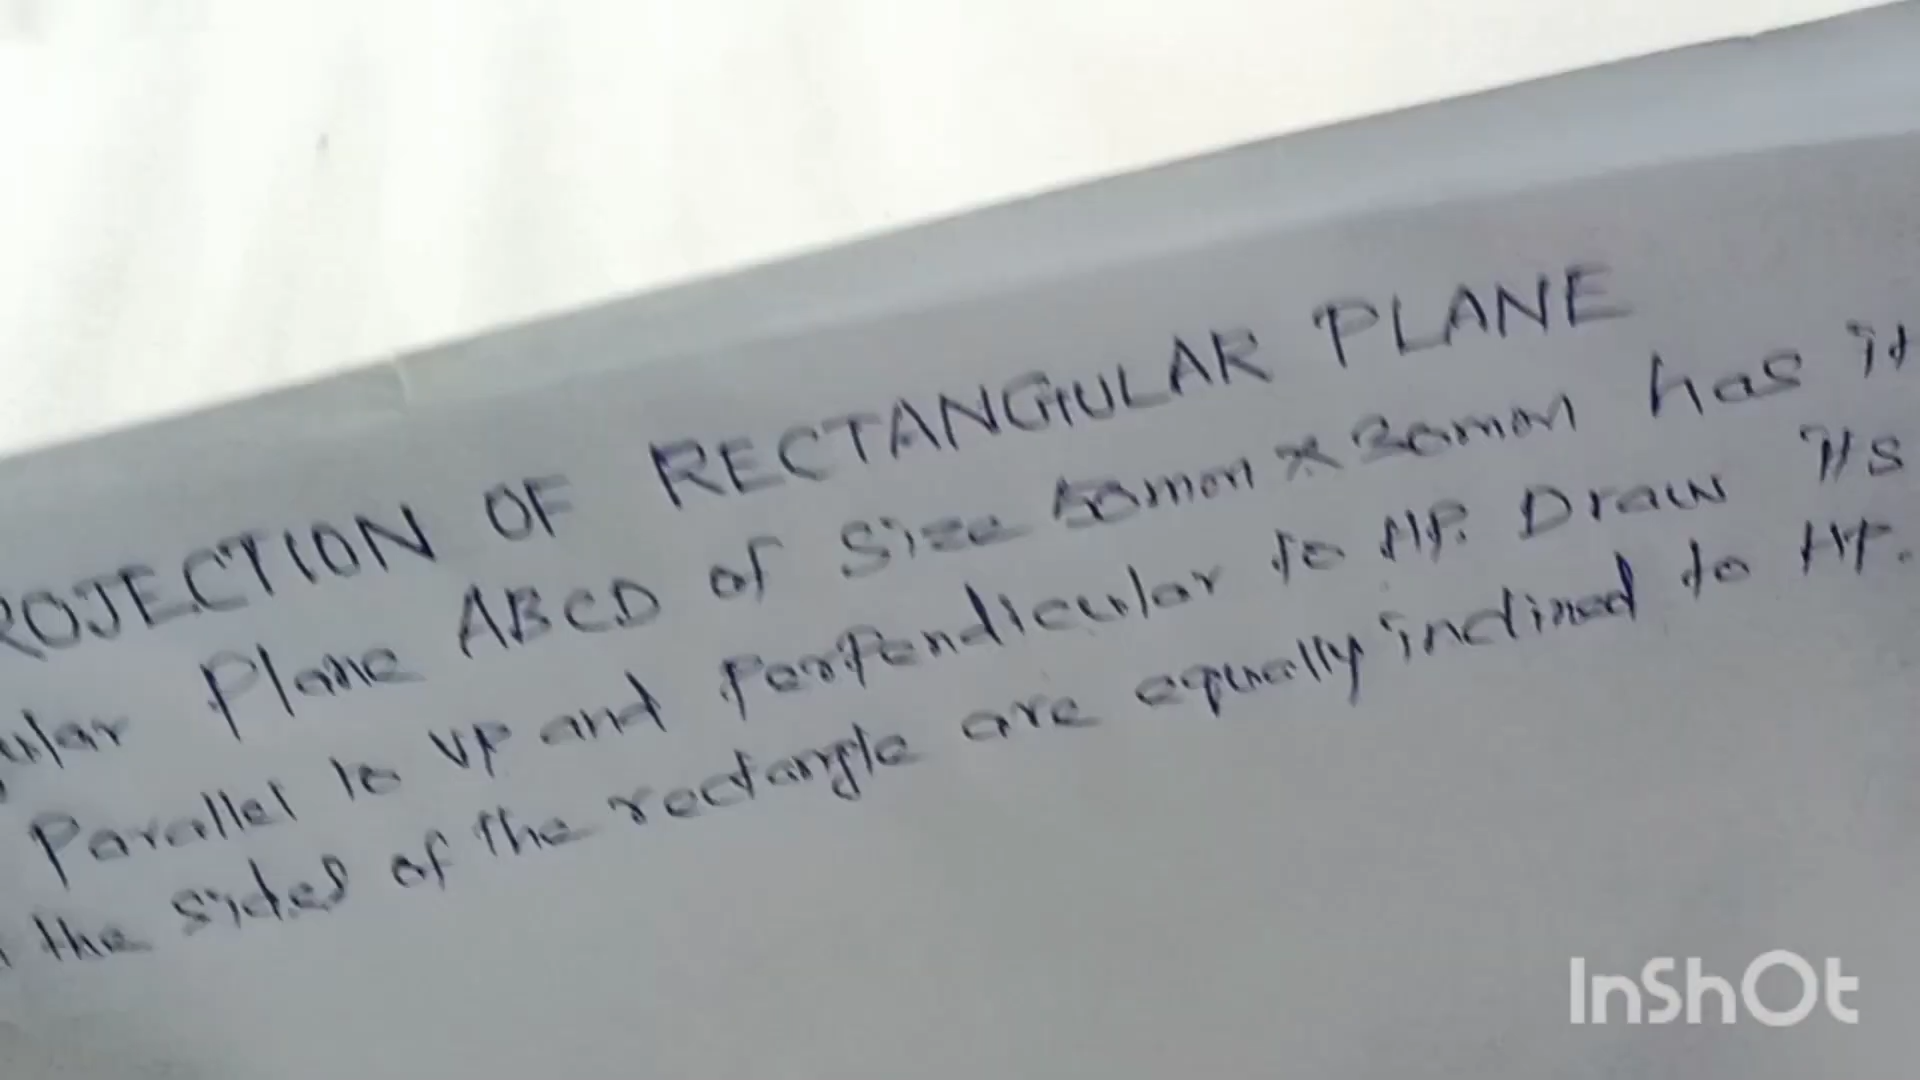 ROJECTION OF RECTANGULAR PLANE
ular Plane ABCD of Size 50mm x 30mm has it
Parallel to VP and Perpendicular to HP. Draw its
the sides of the rectangle are equally inclined to HP.
InShOt